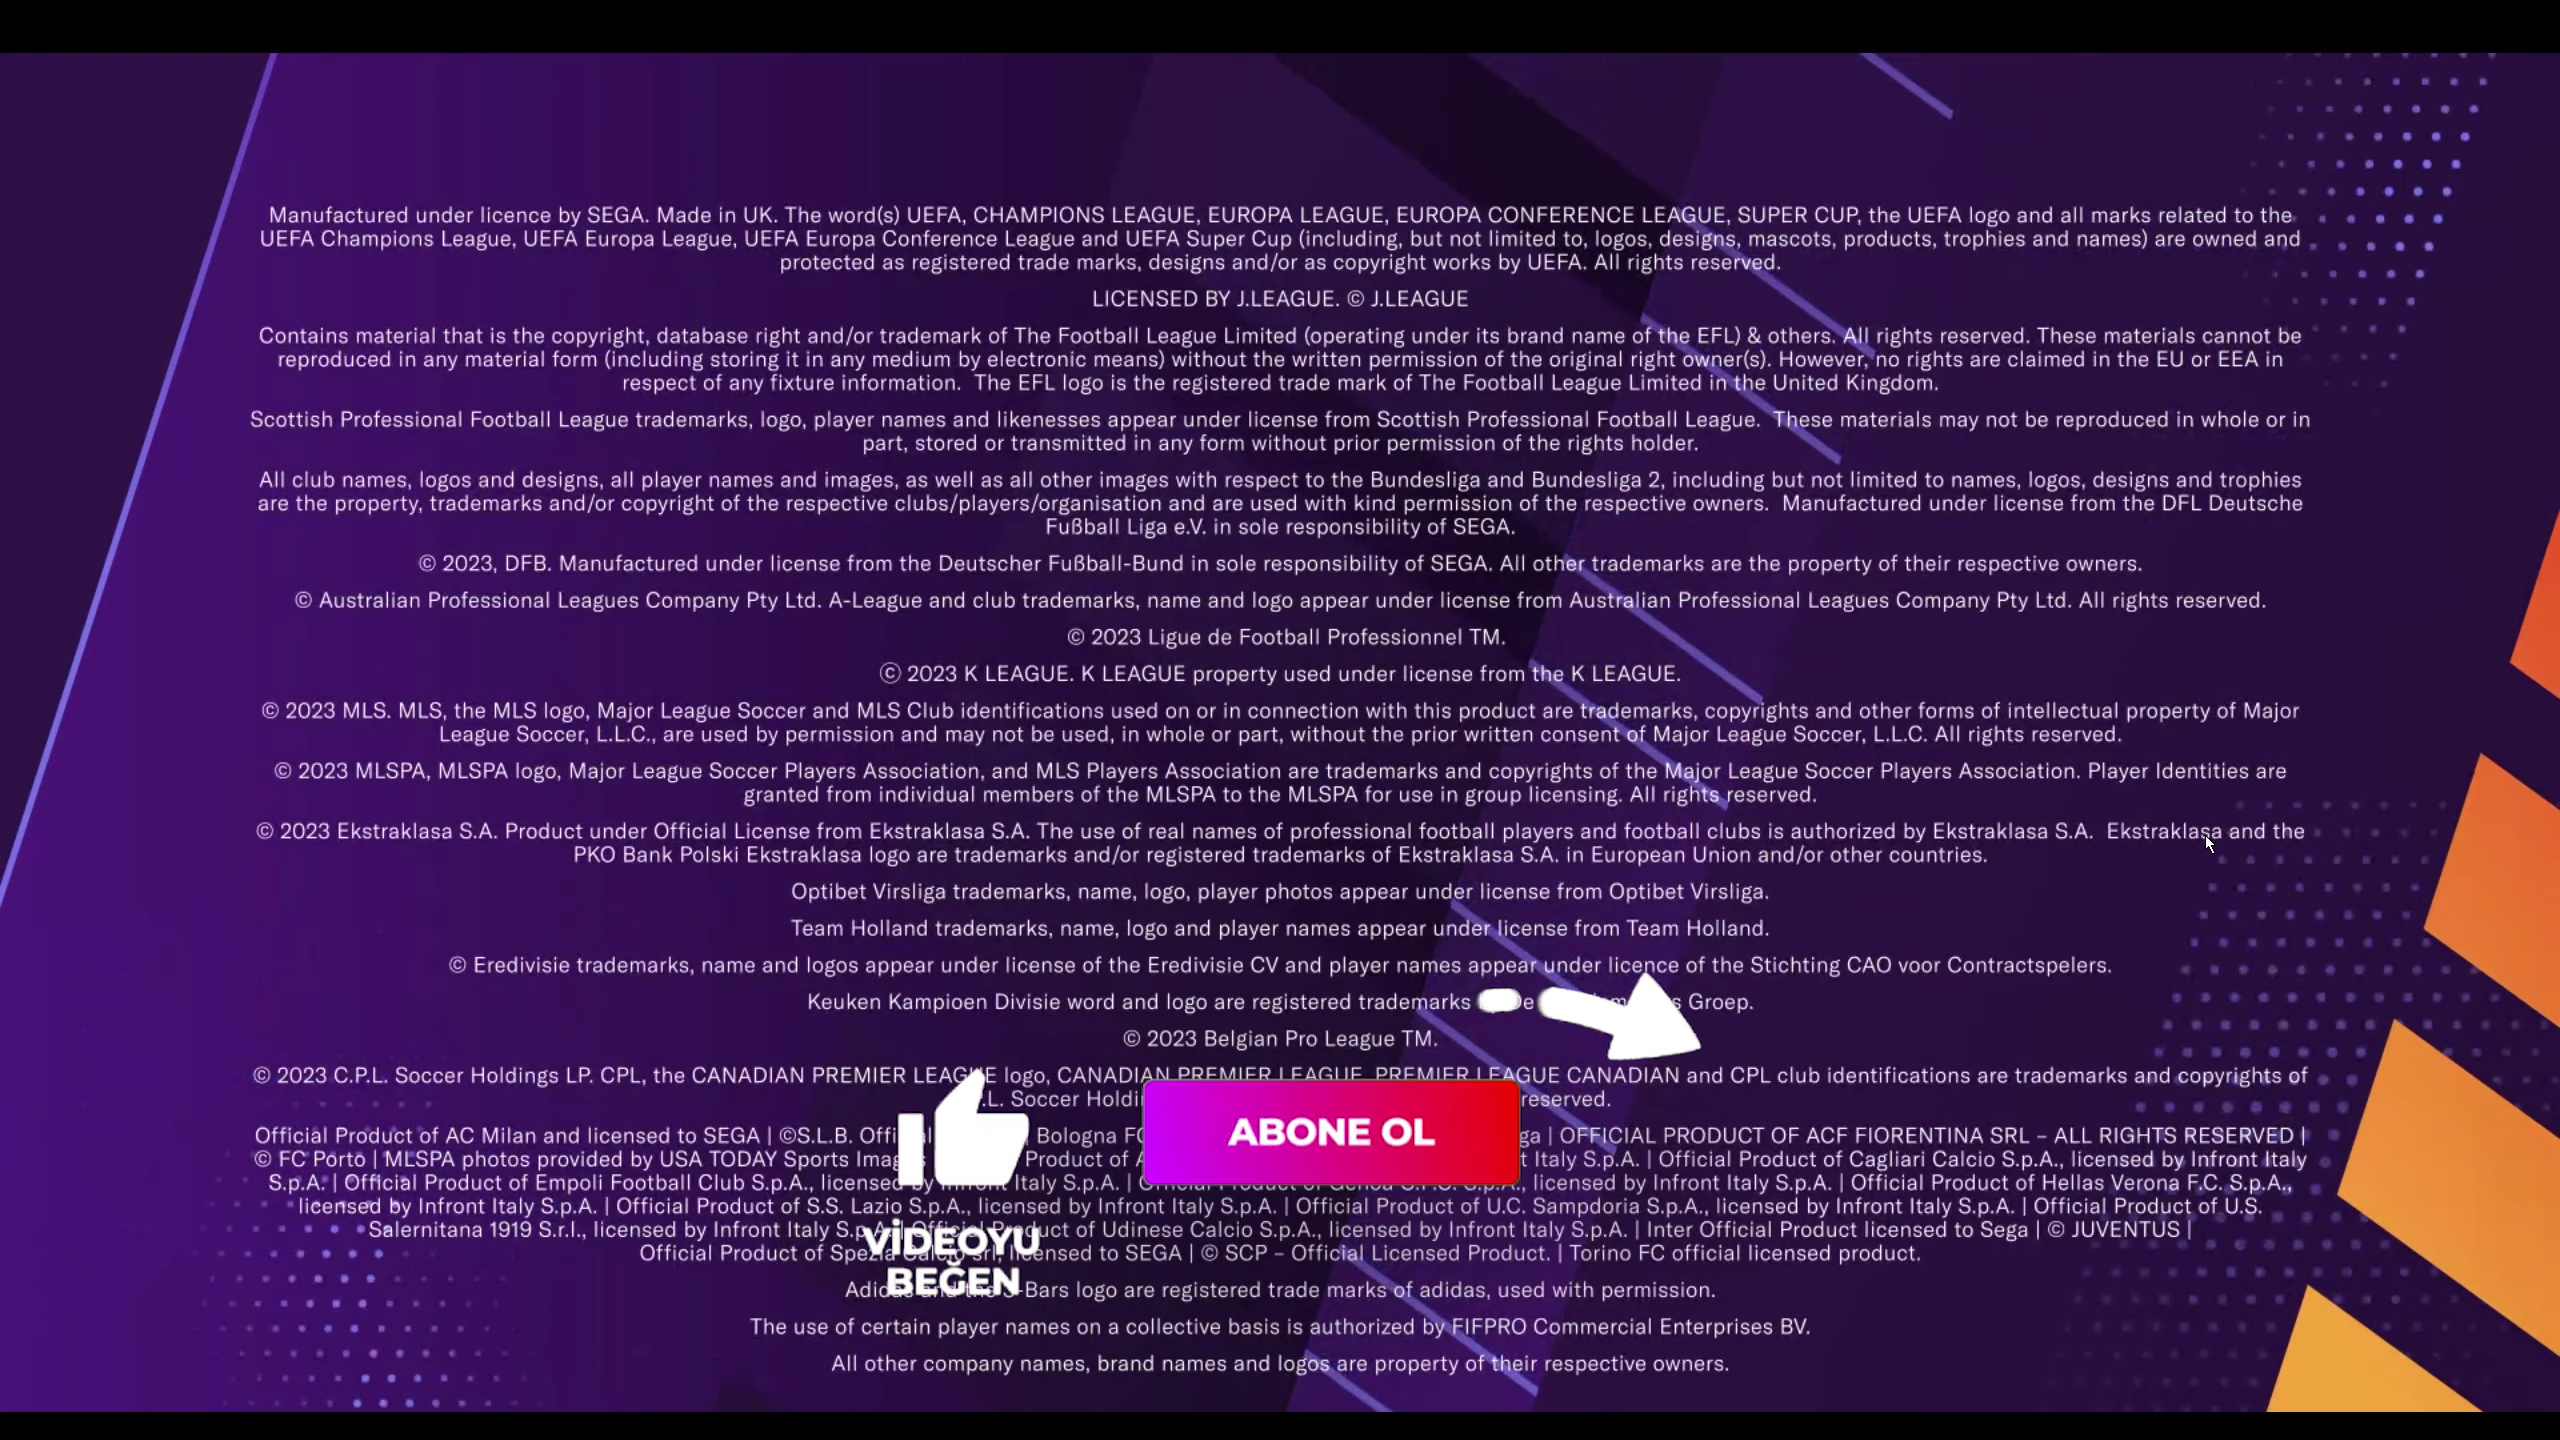 Manufactured under licence by SEGA. Made in UK. The word(s) UEFA, CHAMPIONS LEAGUE, EUROPA LEAGUE, EUROPA CONFERENCE LEAGUE, SUPER CUP, the UEFA logo and all marks related to the
UEFA Champions League, UEFA Europa League, UEFA Europa Conference League and UEFA Super Cup (including, but not limited to, logos, designs, mascots, products, trophies and names) are owned and
protected as registered trade marks, designs and/or as copyright works by UEFA. All rights reserved.
LICENSED BY J.LEAGUE. © J.LEAGUE
Contains material that is the copyright, database right and/or trademark of The Football League Limited (operating under its brand name of the EFL) & others. All rights reserved. These materials cannot be
reproduced in any material form (including storing it in any medium by electronic means) without the written permission of the original right owner(s). However, no rights are claimed in the EU or EEA in
respect of any fixture information. The EFL logo is the registered trade mark of The Football League Limited in the United Kingdom.
Scottish Professional Football League trademarks, logo, player names and likenesses appear under license from Scottish Professional Football League. These materials may not be reproduced in whole or in
part, stored or transmitted in any form without prior permission of the rights holder.
All club names, logos and designs, all player names and images, as well as all other images with respect to the Bundesliga and Bundesliga 2, including but not limited to names, logos, designs and trophies
are the property, trademarks and/or copyright of the respective clubs/players/organisation and are used with kind permission of the respective owners. Manufactured under license from the DFL Deutsche
Fußball Liga e.V. in sole responsibility of SEGA.
© 2023, DFB. Manufactured under license from the Deutscher Fußball-Bund in sole responsibility of SEGA. All other trademarks are the property of their respective owners.
© Australian Professional Leagues Company Pty Ltd. A-League and club trademarks, name and logo appear under license from Australian Professional Leagues Company Pty Ltd. All rights reserved.
© 2023 Ligue de Football Professionnel TM.
ⓒ 2023 K LEAGUE. K LEAGUE property used under license from the K LEAGUE.
© 2023 MLS. MLS, the MLS logo, Major League Soccer and MLS Club identifications used on or in connection with this product are trademarks, copyrights and other forms of intellectual property of Major
League Soccer, L.L.C., are used by permission and may not be used, in whole or part, without the prior written consent of Major League Soccer, L.L.C. All rights reserved.
© 2023 MLSPA, MLSPA logo, Major League Soccer Players Association, and MLS Players Association are trademarks and copyrights of the Major League Soccer Players Association. Player Identities are
granted from individual members of the MLSPA to the MLSPA for use in group licensing. All rights reserved.
© 2023 Ekstraklasa S.A. Product under Official License from Ekstraklasa S.A. The use of real names of professional football players and football clubs is authorized by Ekstraklasa S.A. Ekstraklasa and the
PKO Bank Polski Ekstraklasa logo are trademarks and/or registered trademarks of Ekstraklasa S.A. in European Union and/or other countries.
Optibet Virsliga trademarks, name, logo, player photos appear under license from Optibet Virsliga.
Team Holland trademarks, name, logo and player names appear under license from Team Holland.
© Eredivisie trademarks, name and logos appear under license of the Eredivisie CV and player names appear under licence of the Stichting CAO voor Contractspelers.
Keuken Kampioen Divisie word and logo are registered trademarks Groep.
© 2023 Belgian Pro League TM.
© 2023 C.P.L. Soccer Holdings LP. CPL, the CANADIAN PREMIER LEAGUE logo, CANADIAN PREMIER LEAGUE, PREMIER LEAGUE CANADIAN and CPL club identifications are trademarks and copyrights of
Soccer reserved.
Official Product of AC Milan and licensed to SEGA | ©S.L.B. Bologna | OFFICIAL PRODUCT OF ACF FIORENTINA SRL – ALL RIGHTS RESERVED |
© FC Porto | MLSPA photos provided by USA TODAY Sports Product of Italy S.p.A. | Official Product of Cagliari Calcio S.p.A., licensed by Infront Italy
S.p.A. | Official Product of Empoli Football Club S.p.A., licensed by Infront Italy S.p.A. | Official Product of Genoa C.F.C. S.p.A., licensed by Infront Italy S.p.A. | Official Product of Hellas Verona F.C. S.p.A.,
licensed by Infront Italy S.p.A. | Official Product of S.S. Lazio S.p.A., licensed by Infront Italy S.p.A. | Official Product of U.C. Sampdoria S.p.A., licensed by Infront Italy S.p.A. | Official Product of U.S.
Salernitana 1919 S.r.l., licensed by Infront Italy S.p.A. | Official Product of Udinese Calcio S.p.A., licensed by Infront Italy S.p.A. | Inter Official Product licensed to Sega | © JUVENTUS |
Official Product of Spezia Calcio srl, licensed to SEGA | © SCP – Official Licensed Product. | Torino FC official licensed product.
Adidas and the 3-Bars logo are registered trade marks of adidas, used with permission.
The use of certain player names on a collective basis is authorized by FIFPRO Commercial Enterprises BV.
All other company names, brand names and logos are property of their respective owners.
ABONE OL
VİDEOYU
BEĞEN